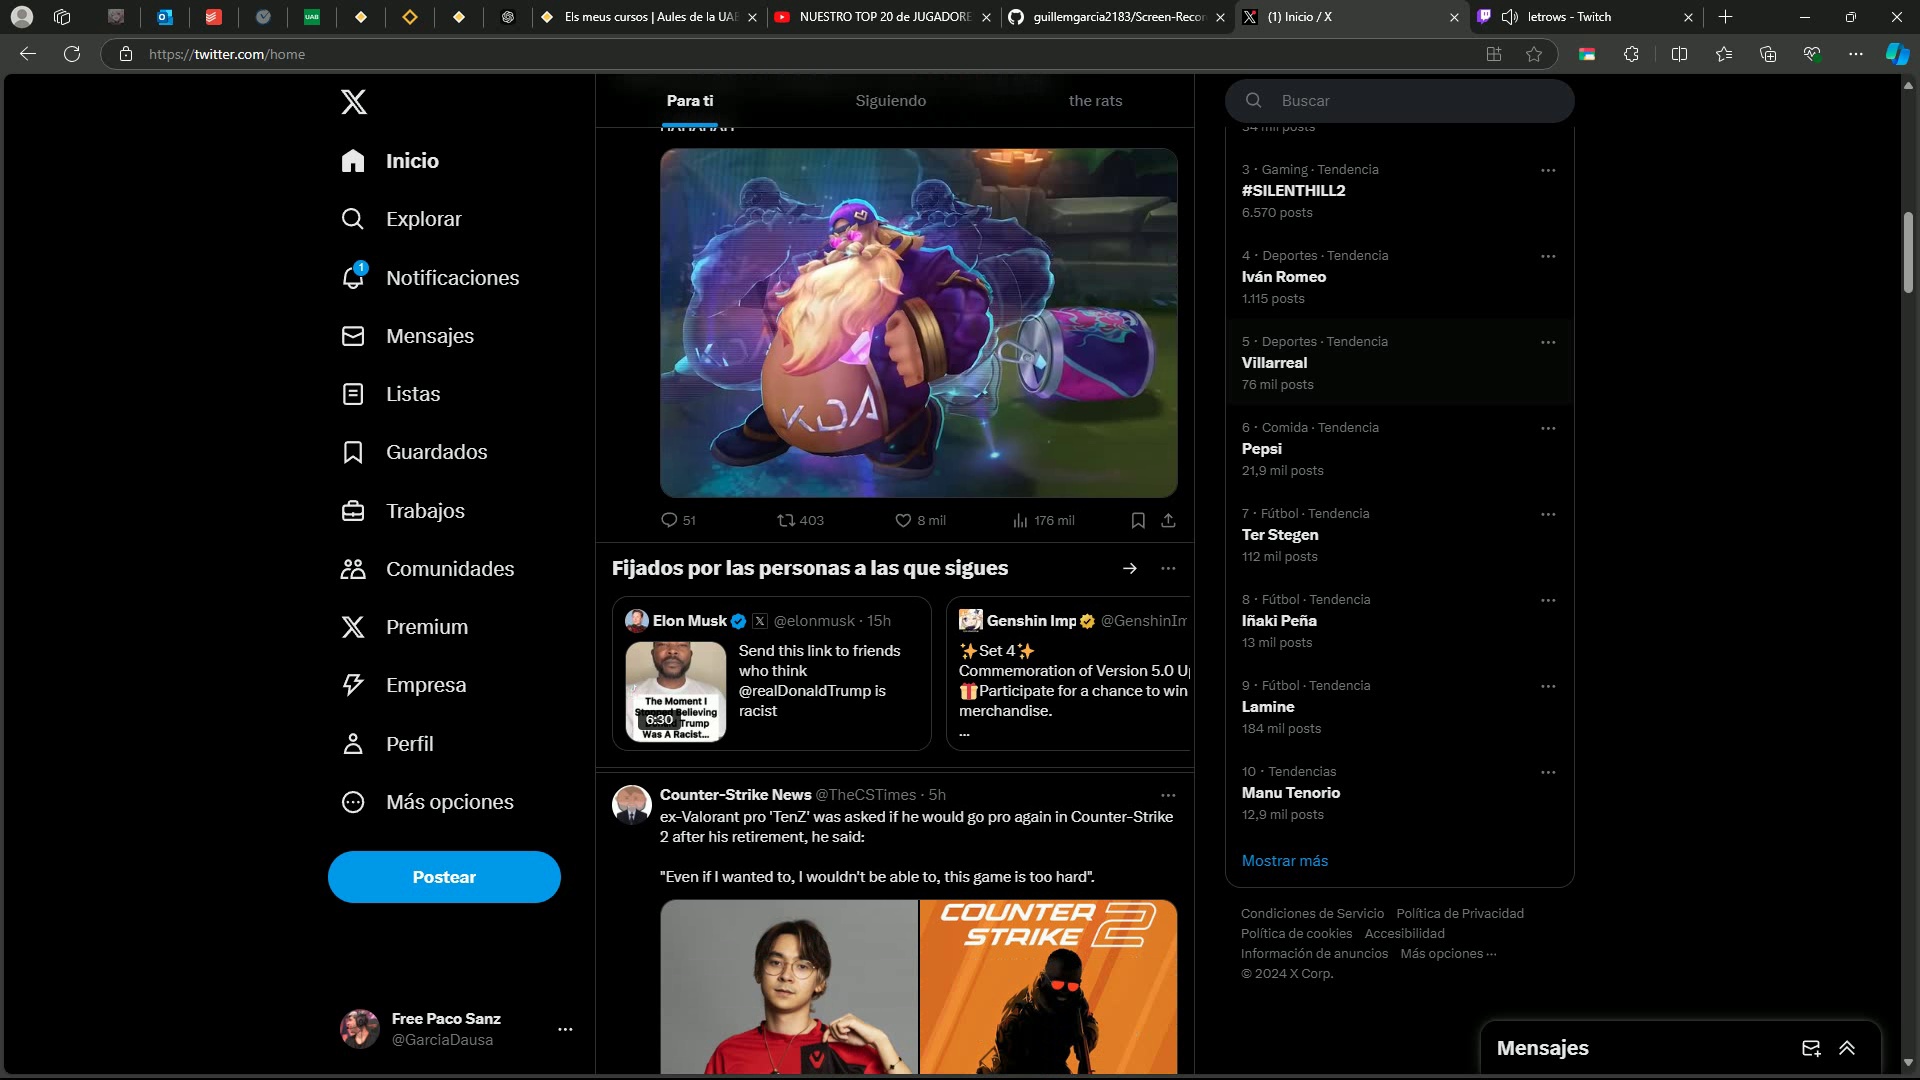 Els meus cursos | Aules de la UAB
NUESTRO TOP 20 de JUGADORE
guillemgarcia2183/Screen-Recor
(1) Inicio / X
letrows - Twitch
https://twitter.com/home
Inicio
Explorar
1
Notificaciones
Mensajes
Listas
Guardados
Trabajos
Comunidades
Premium
Empresa
Perfil
Más opciones
Postear
Free Paco Sanz
@GarciaDausa
Para ti
Siguiendo
the rats
KDA
51
403
8 mil
176 mil
Fijados por las personas a las que sigues
Elon Musk @elonmusk · 15h
Send this link to friends
who think
@realDonaldTrump is
racist
The Moment I
Stopped Believing
Trump
Was A Racist...
6:30
Genshin Imp @GenshinIm
✨Set 4✨
Commemoration of Version 5.0 U
🎁Participate for a chance to win
merchandise.
...
Counter-Strike News @TheCSTimes · 5h
ex-Valorant pro 'TenZ' was asked if he would go pro again in Counter-Strike
2 after his retirement, he said:
"Even if I wanted to, I wouldn't be able to, this game is too hard".
COUNTER
STRIKE 2
Buscar
34 mil posts
3 · Gaming · Tendencia
#SILENTHILL2
6.570 posts
4 · Deportes · Tendencia
Iván Romeo
1.115 posts
5 · Deportes · Tendencia
Villarreal
76 mil posts
6 · Comida · Tendencia
Pepsi
21,9 mil posts
7 · Fútbol · Tendencia
Ter Stegen
112 mil posts
8 · Fútbol · Tendencia
Iñaki Peña
13 mil posts
9 · Fútbol · Tendencia
Lamine
184 mil posts
10 · Tendencias
Manu Tenorio
12,9 mil posts
Mostrar más
Condiciones de Servicio Política de Privacidad
Política de cookies Accesibilidad
Información de anuncios Más opciones ···
© 2024 X Corp.
Mensajes